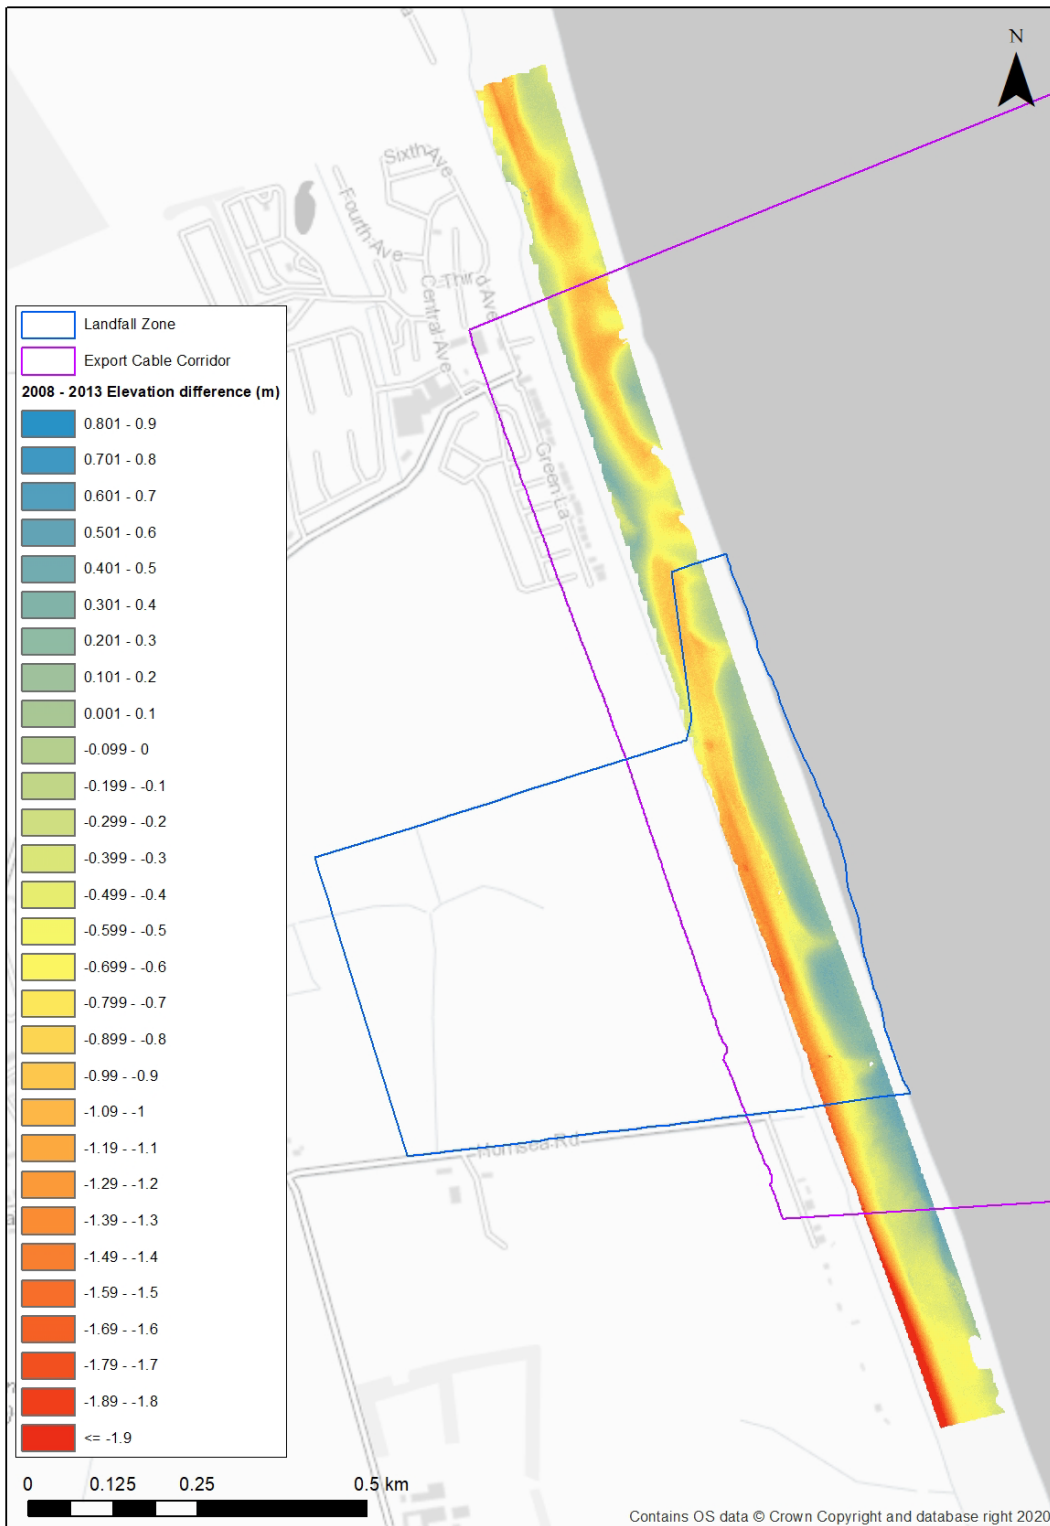 N
Sixth Ave
Fourth Ave
Third Ave
Central Ave
Green La
Landfall Zone
Export Cable Corridor
2008 - 2013 Elevation difference (m)
0.801 - 0.9
0.701 - 0.8
0.601 - 0.7
0.501 - 0.6
0.401 - 0.5
0.301 - 0.4
0.201 - 0.3
0.101 - 0.2
0.001 - 0.1
-0.099 - 0
-0.199 - -0.1
-0.299 - -0.2
-0.399 - -0.3
-0.499 - -0.4
-0.599 - -0.5
-0.699 - -0.6
-0.799 - -0.7
-0.899 - -0.8
-0.99 - -0.9
-1.09 - -1
-1.19 - -1.1
-1.29 - -1.2
-1.39 - -1.3
-1.49 - -1.4
-1.59 - -1.5
-1.69 - -1.6
-1.79 - -1.7
-1.89 - -1.8
<= -1.9
Hornsea Rd
0 0.125 0.25 0.5 km
Contains OS data © Crown Copyright and database right 2020